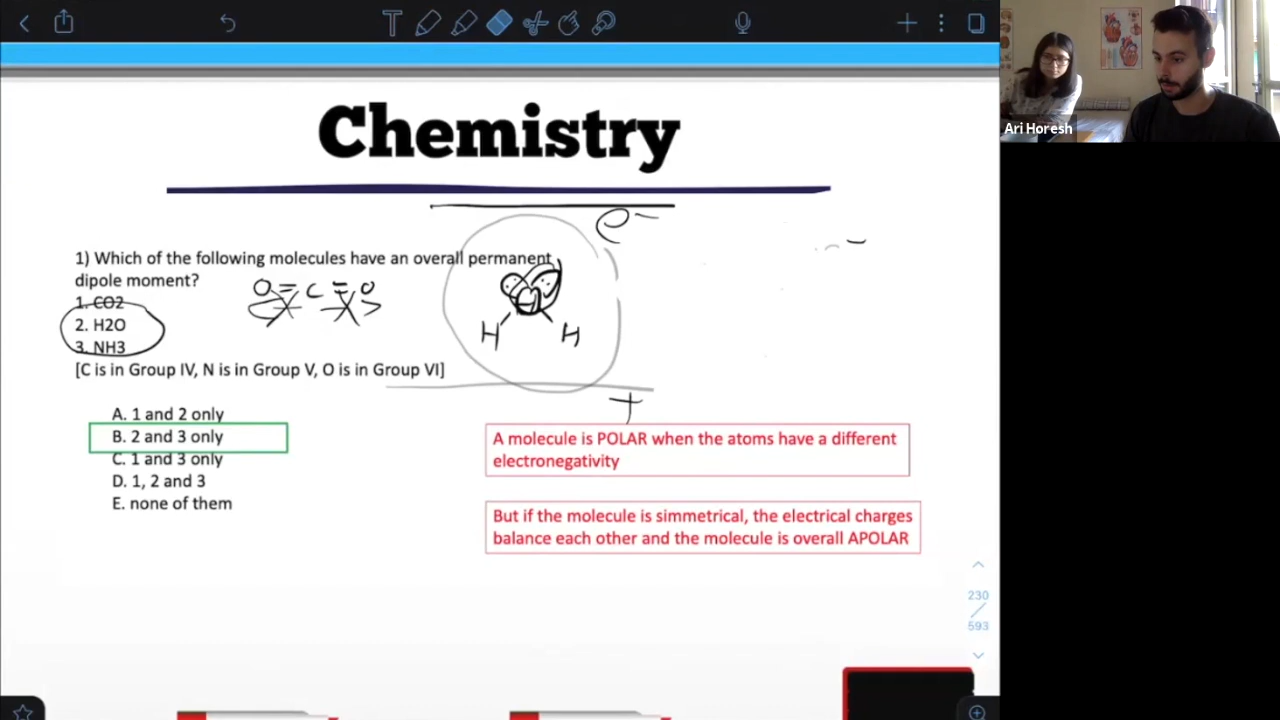 Chemistry
e-
1) Which of the following molecules have an overall permanent
dipole moment?
O=C=O
1. CO2
2. H2O
3. NH3
H H
[C is in Group IV, N is in Group V, O is in Group VI]
+
A. 1 and 2 only
B. 2 and 3 only
C. 1 and 3 only
D. 1, 2 and 3
E. none of them
A molecule is POLAR when the atoms have a different
electronegativity
But if the molecule is simmetrical, the electrical charges
balance each other and the molecule is overall APOLAR
230
593
Ari Horesh